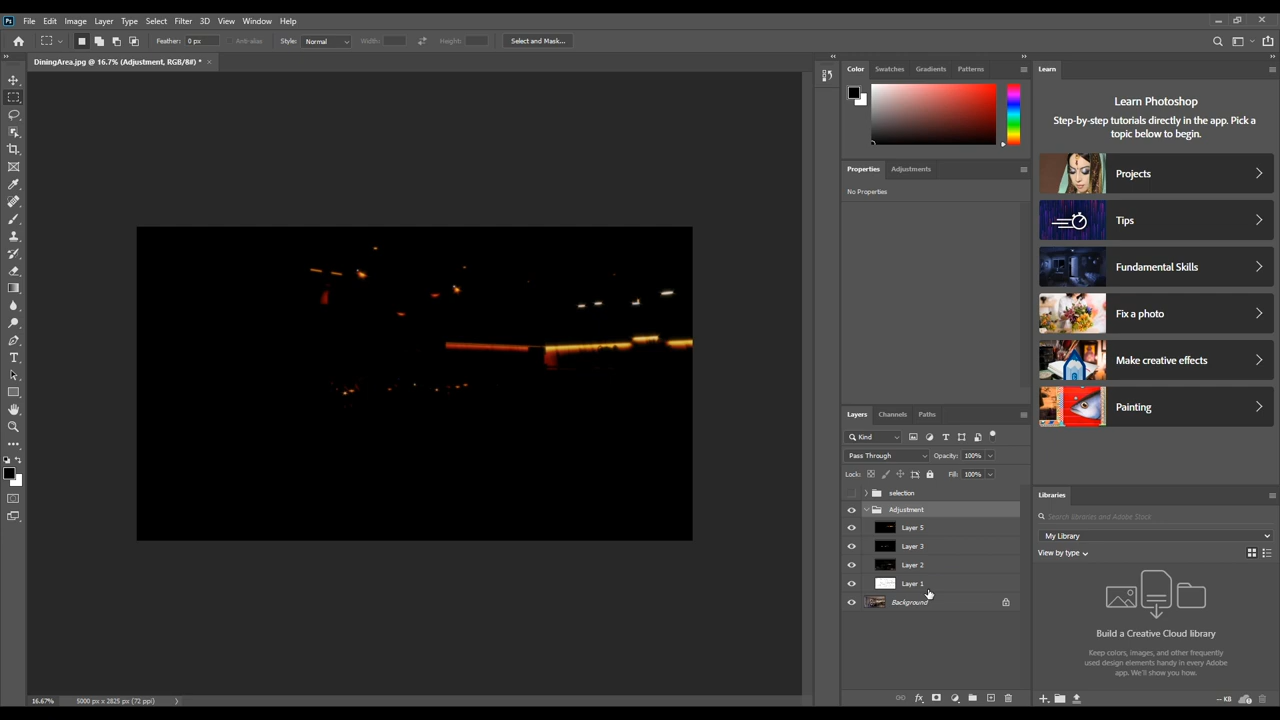 Ps File Edit Image Layer Type Select Filter 3D View Window Help
Feather: 0 px Anti-alias Style: Normal Width: Height: Select and Mask...
DiningArea.jpg @ 16.7% (Adjustment, RGB/8#) * ×
Color Swatches Gradients Patterns
Properties Adjustments
No Properties
Layers Channels Paths
Kind
Pass Through Opacity: 100%
Lock: Fill: 100%
selection
Adjustment
Layer 5
Layer 3
Layer 2
Layer 1
Background
fx
Learn
Learn Photoshop
Step-by-step tutorials directly in the app. Pick a
topic below to begin.
Projects
Tips
Fundamental Skills
Fix a photo
Make creative effects
Painting
Libraries
Search libraries and Adobe Stock
My Library
View by type
Build a Creative Cloud library
Keep colors, images, and other frequently
used design elements handy in every Adobe
app. We'll show you how.
-- KB
16.67% 5000 px x 2825 px (72 ppi)